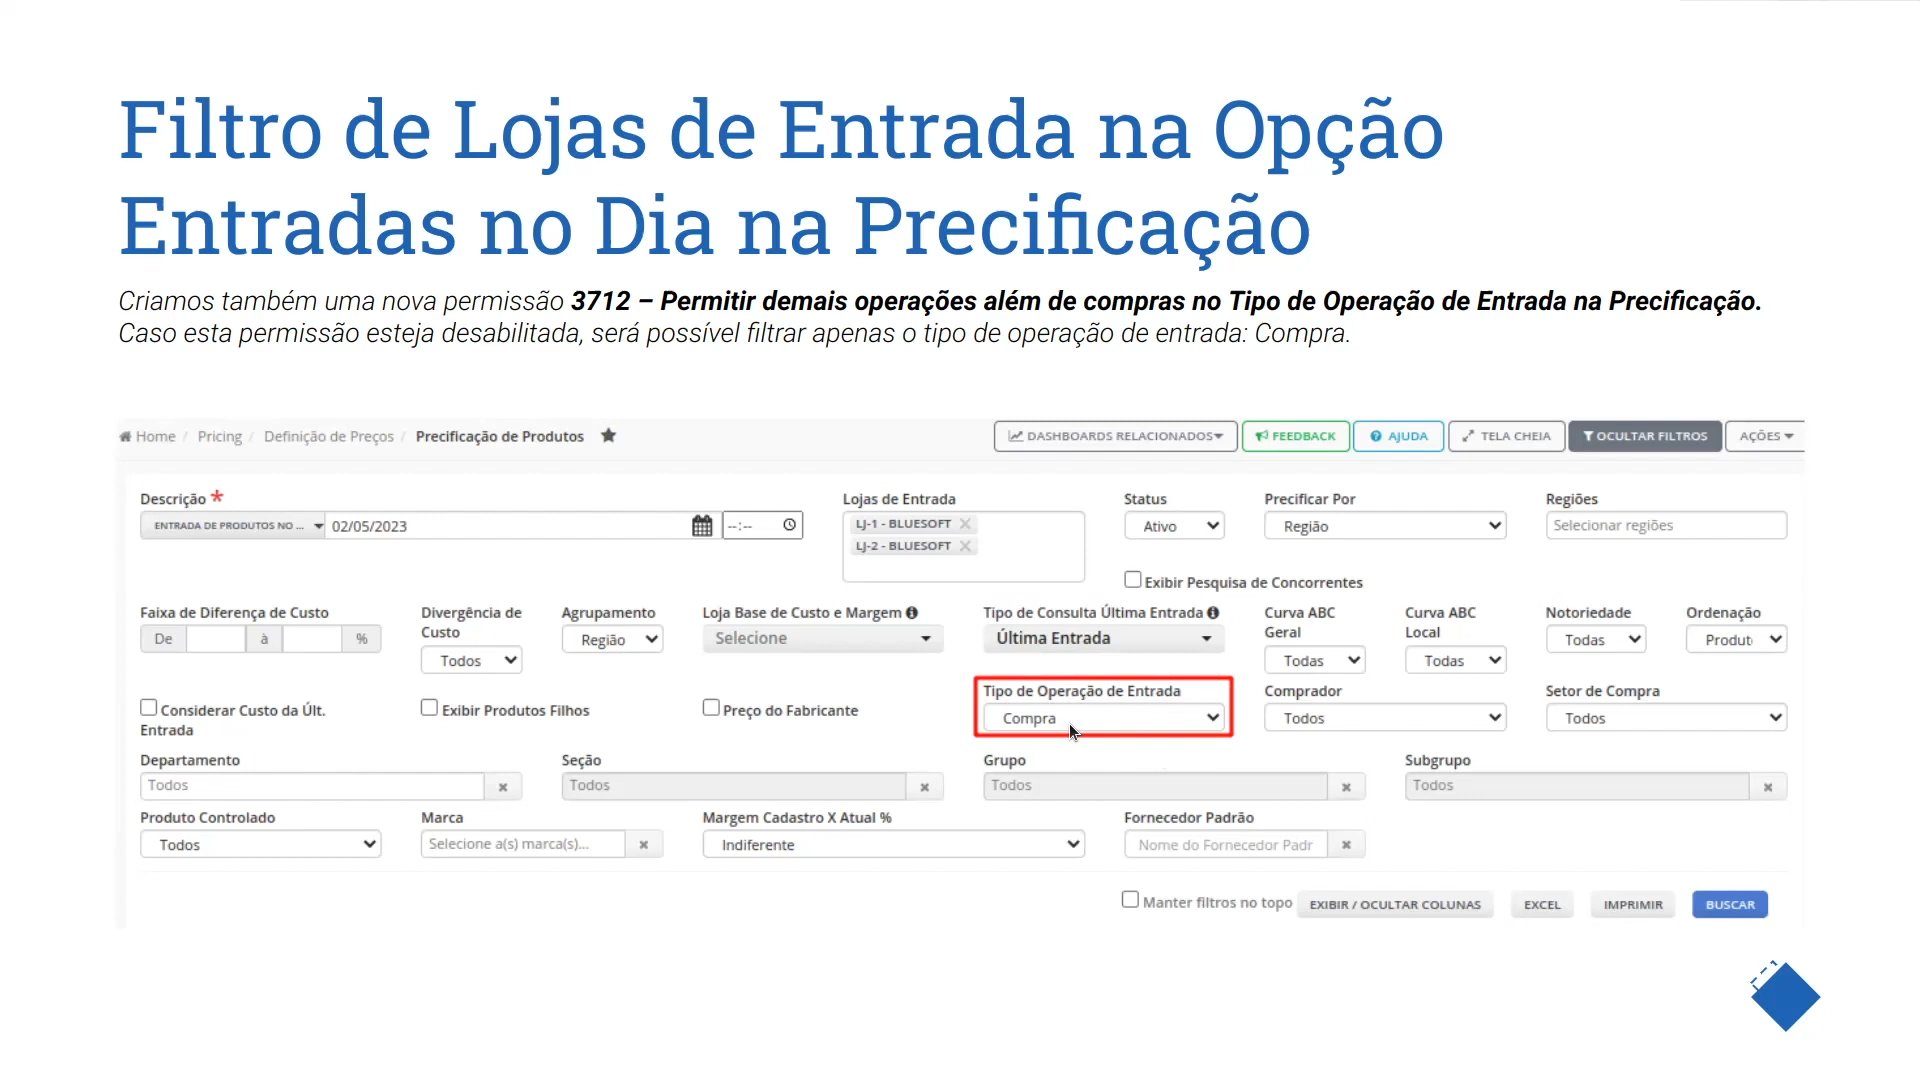 Filtro de Lojas de Entrada na Opção
Entradas no Dia na Precificação
Criamos também uma nova permissão 3712 – Permitir demais operações além de compras no Tipo de Operação de Entrada na Precificação.
Caso esta permissão esteja desabilitada, será possível filtrar apenas o tipo de operação de entrada: Compra.
Home / Pricing / Definição de Preços / Precificação de Produtos
DASHBOARDS RELACIONADOS FEEDBACK AJUDA TELA CHEIA OCULTAR FILTROS AÇÕES
Descrição * Lojas de Entrada Status Precificar Por Regiões
ENTRADA DE PRODUTOS NO ... 02/05/2023 --:-- LJ-1 - BLUESOFT Ativo Região Selecionar regiões
LJ-2 - BLUESOFT
Exibir Pesquisa de Concorrentes
Faixa de Diferença de Custo Divergência de Custo Agrupamento Loja Base de Custo e Margem Tipo de Consulta Última Entrada Curva ABC Geral Curva ABC Local Notoriedade Ordenação
De à % Todos Região Selecione Última Entrada Todas Todas Todas Produt
Tipo de Operação de Entrada Comprador Setor de Compra
Considerar Custo da Últ. Entrada Exibir Produtos Filhos Preço do Fabricante Compra Todos Todos
Departamento Seção Grupo Subgrupo
Todos × Todos × Todos × Todos ×
Produto Controlado Marca Margem Cadastro X Atual % Fornecedor Padrão
Todos Selecione a(s) marca(s)... × Indiferente Nome do Fornecedor Padr ×
Manter filtros no topo EXIBIR / OCULTAR COLUNAS EXCEL IMPRIMIR BUSCAR